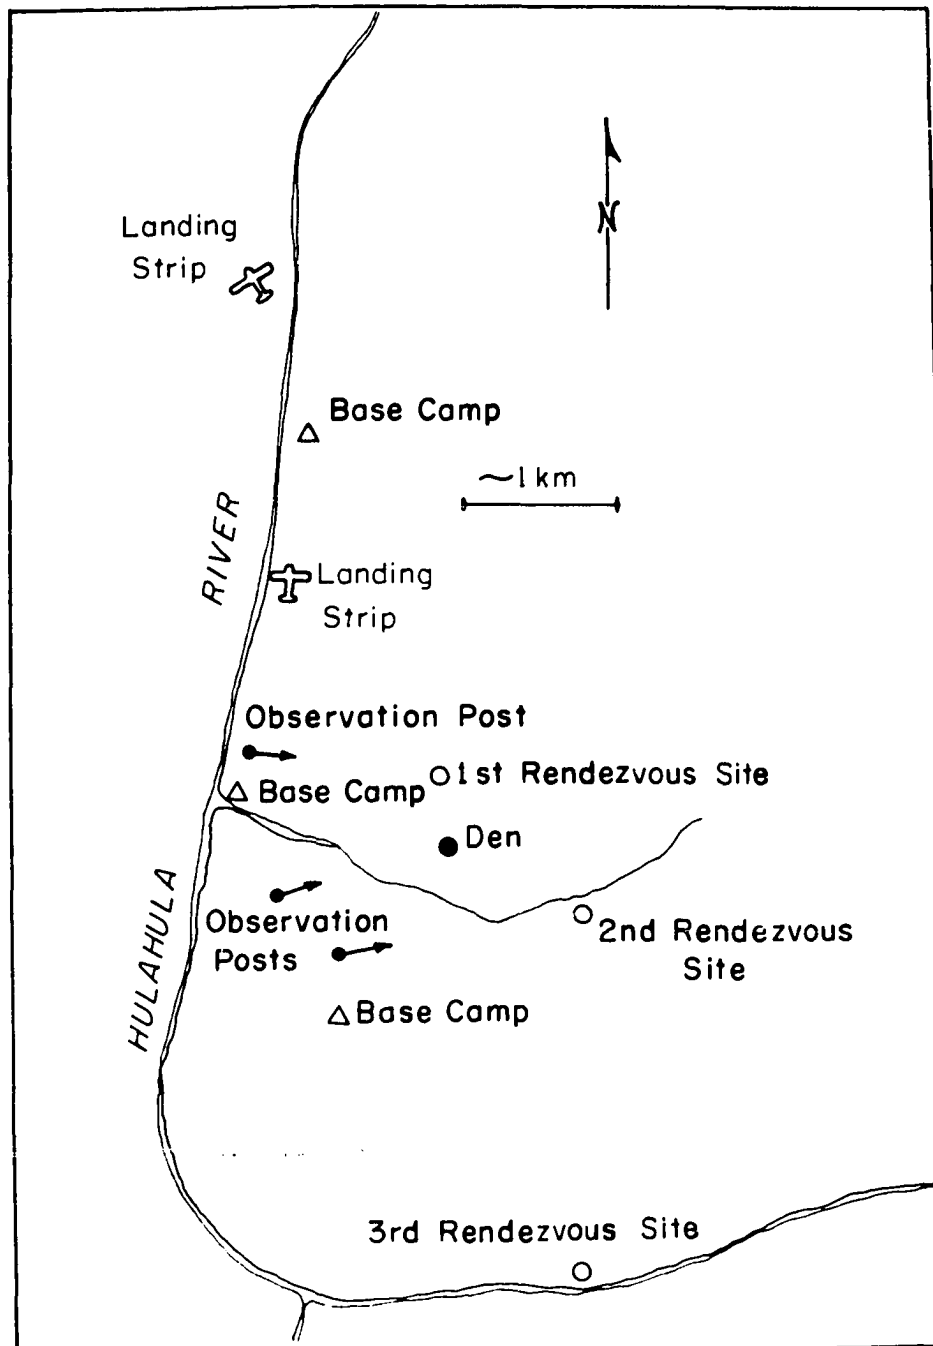 Landing
Strip
N
Base Camp
~1 km
RIVER
Landing
Strip
Observation Post
1st Rendezvous Site
Base Camp
Den
HULAHULA
Observation
Posts
2nd Rendezvous
Site
Base Camp
3rd Rendezvous Site